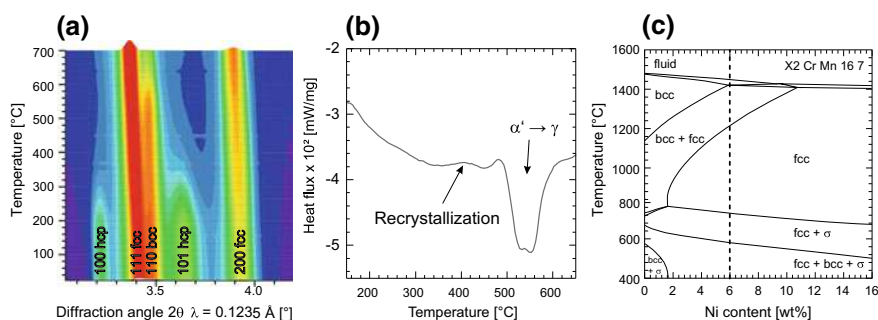 (a)
Temperature [°C]
700
600
500
400
300
200
100
100 hcp
111 fcc
110 bcc
101 hcp
200 fcc
3.5
4.0
Diffraction angle 2θ λ = 0.1235 Å [°]
(b)
Heat flux x 10² [mW/mg]
-2
-3
-4
-5
α‘ → γ
Recrystallization
200
300
400
500
600
Temperature [°C]
(c)
Temperature [°C]
1600
1400
1200
1000
800
600
400
X2 Cr Mn 16 7
fluid
bcc
bcc + fcc
fcc
fcc + σ
bcc
+ σ
fcc + bcc + σ
0
2
4
6
8
10
12
14
16
Ni content [wt%]